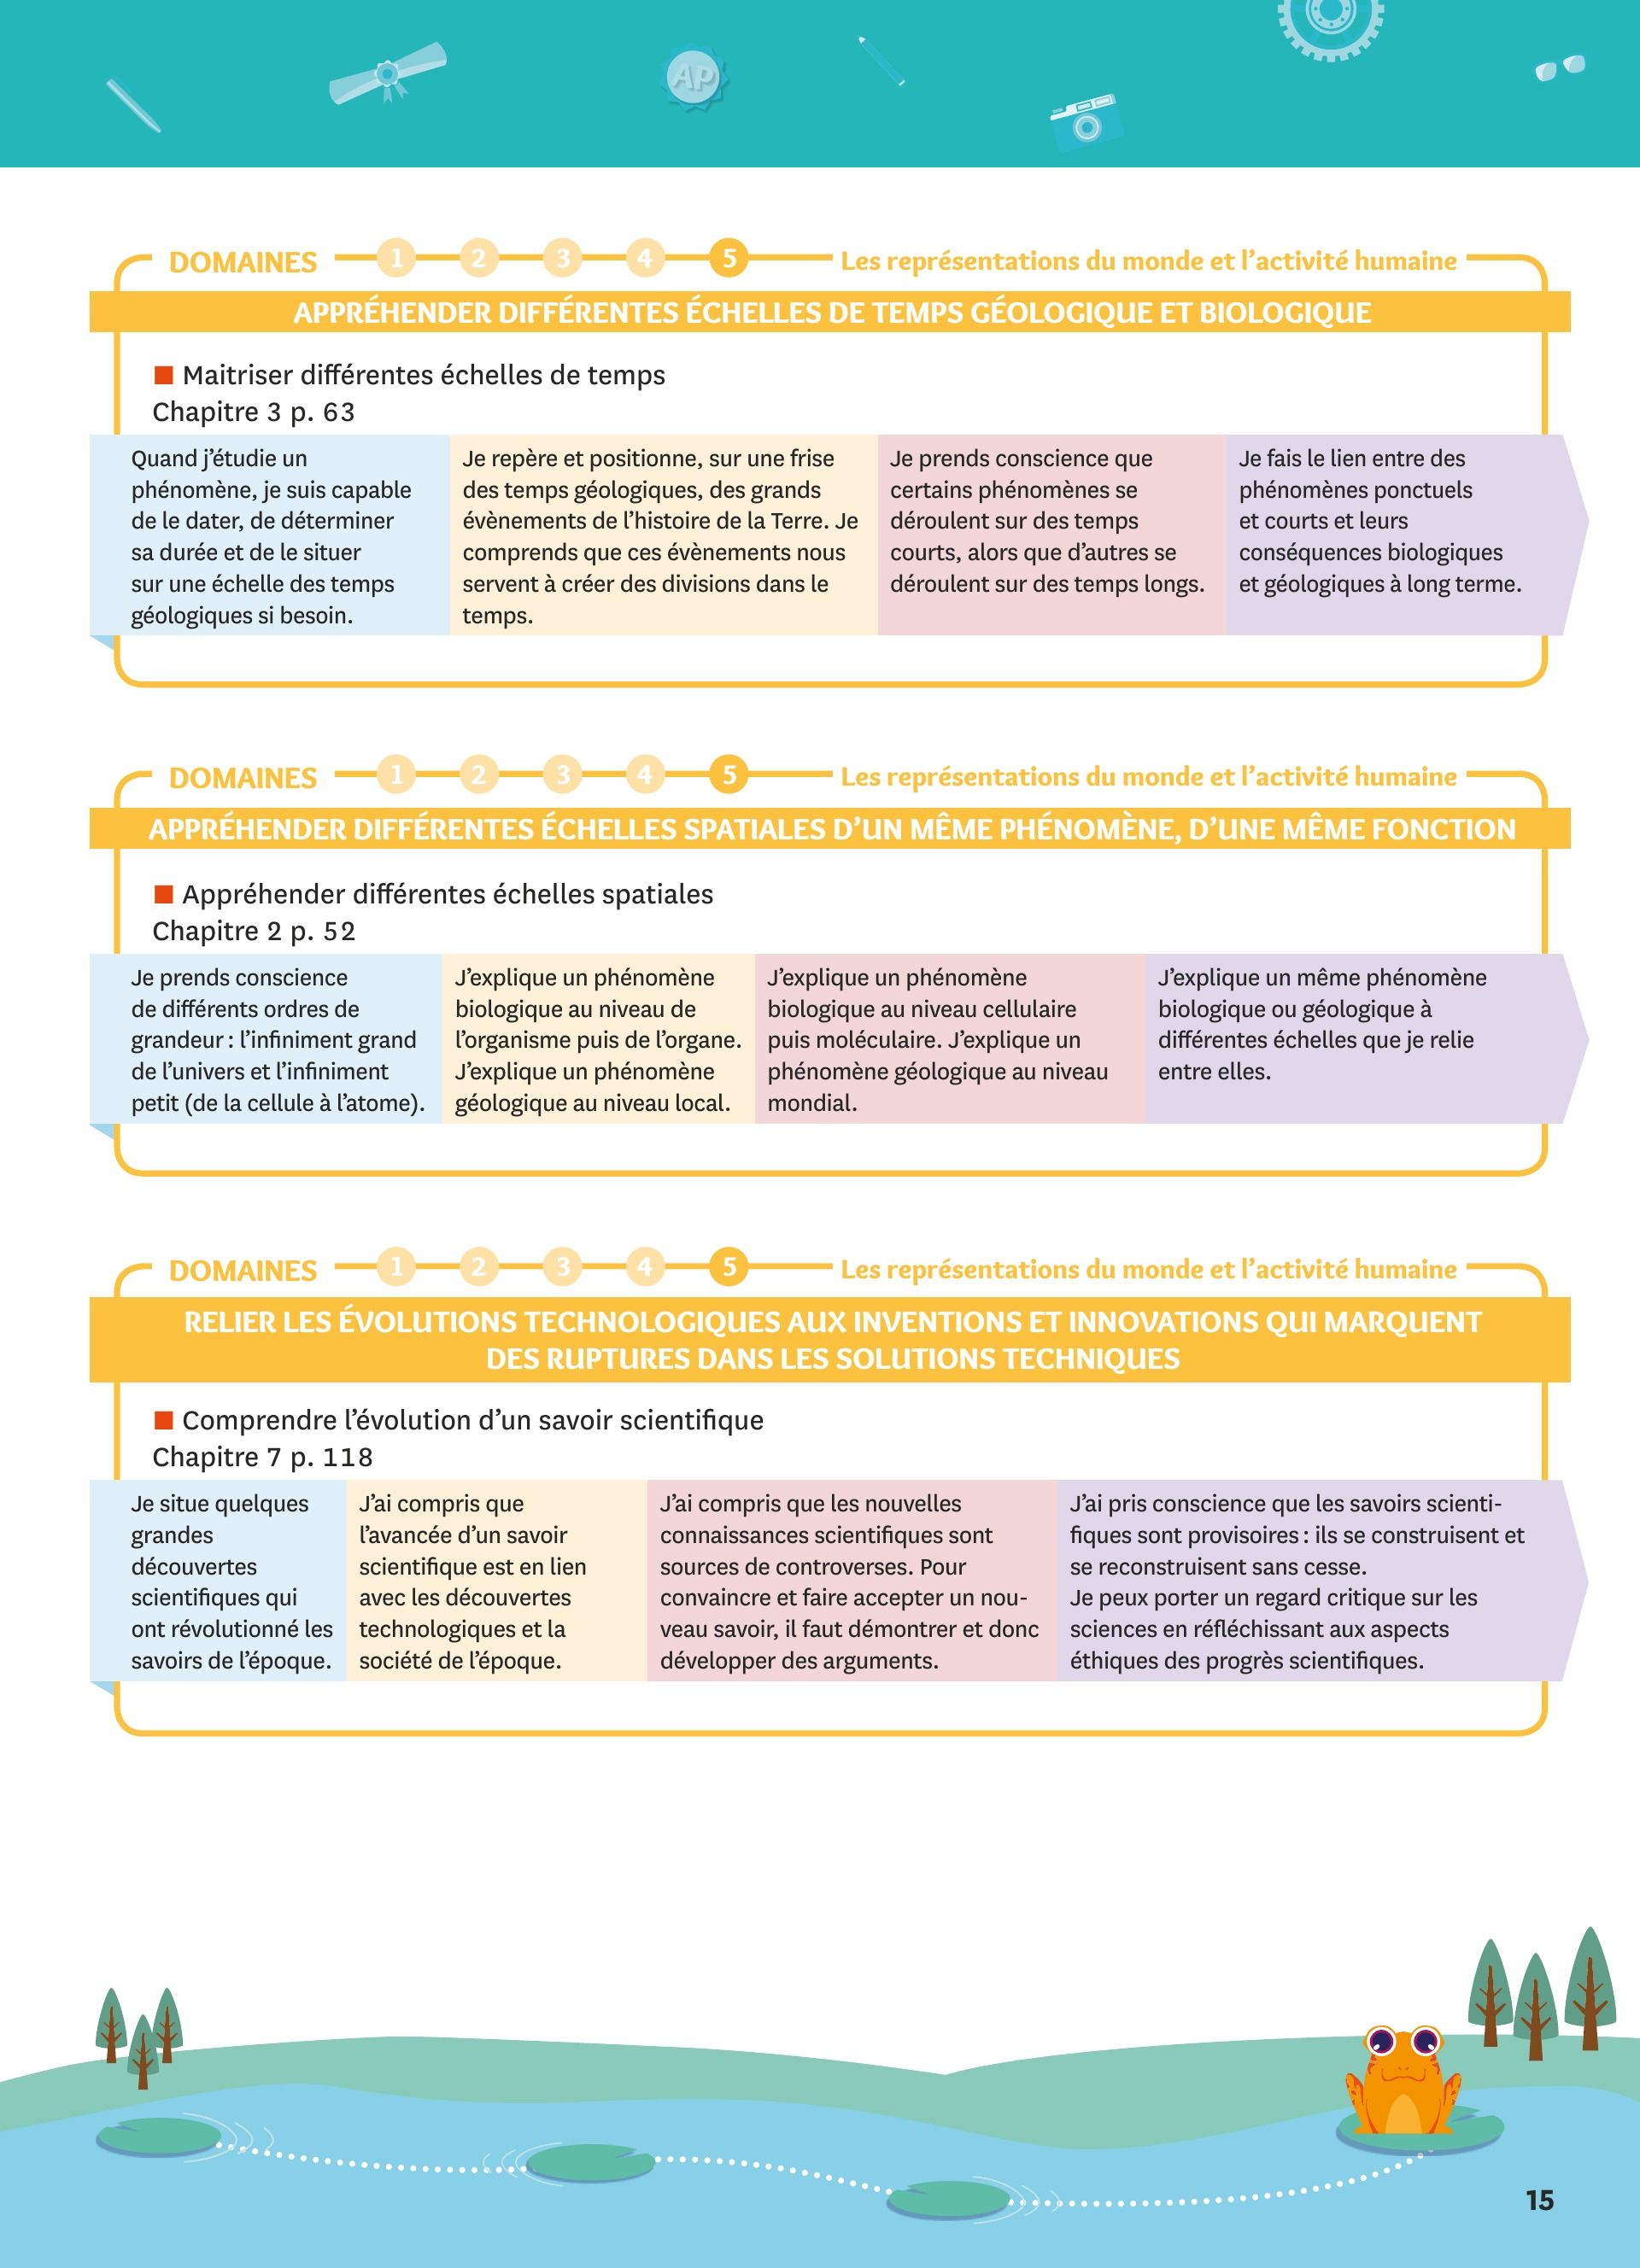 AP
DOMAINES 1 2 3 4 5 Les représentations du monde et l’activité humaine
APPRÉHENDER DIFFÉRENTES ÉCHELLES DE TEMPS GÉOLOGIQUE ET BIOLOGIQUE
Maitriser différentes échelles de temps
Chapitre 3 p. 63
Quand j’étudie un
phénomène, je suis capable
de le dater, de déterminer
sa durée et de le situer
sur une échelle des temps
géologiques si besoin.
Je repère et positionne, sur une frise
des temps géologiques, des grands
évènements de l’histoire de la Terre. Je
comprends que ces évènements nous
servent à créer des divisions dans le
temps.
Je prends conscience que
certains phénomènes se
déroulent sur des temps
courts, alors que d’autres se
déroulent sur des temps longs.
Je fais le lien entre des
phénomènes ponctuels
et courts et leurs
conséquences biologiques
et géologiques à long terme.
DOMAINES 1 2 3 4 5 Les représentations du monde et l’activité humaine
APPRÉHENDER DIFFÉRENTES ÉCHELLES SPATIALES D’UN MÊME PHÉNOMÈNE, D’UNE MÊME FONCTION
Appréhender différentes échelles spatiales
Chapitre 2 p. 52
Je prends conscience
de différents ordres de
grandeur : l’infiniment grand
de l’univers et l’infiniment
petit (de la cellule à l’atome).
J’explique un phénomène
biologique au niveau de
l’organisme puis de l’organe.
J’explique un phénomène
géologique au niveau local.
J’explique un phénomène
biologique au niveau cellulaire
puis moléculaire. J’explique un
phénomène géologique au niveau
mondial.
J’explique un même phénomène
biologique ou géologique à
différentes échelles que je relie
entre elles.
DOMAINES 1 2 3 4 5 Les représentations du monde et l’activité humaine
RELIER LES ÉVOLUTIONS TECHNOLOGIQUES AUX INVENTIONS ET INNOVATIONS QUI MARQUENT
DES RUPTURES DANS LES SOLUTIONS TECHNIQUES
Comprendre l’évolution d’un savoir scientifique
Chapitre 7 p. 118
Je situe quelques
grandes
découvertes
scientifiques qui
ont révolutionné les
savoirs de l’époque.
J’ai compris que
l’avancée d’un savoir
scientifique est en lien
avec les découvertes
technologiques et la
société de l’époque.
J’ai compris que les nouvelles
connaissances scientifiques sont
sources de controverses. Pour
convaincre et faire accepter un nou-
veau savoir, il faut démontrer et donc
développer des arguments.
J’ai pris conscience que les savoirs scienti-
fiques sont provisoires : ils se construisent et
se reconstruisent sans cesse.
Je peux porter un regard critique sur les
sciences en réfléchissant aux aspects
éthiques des progrès scientifiques.
15